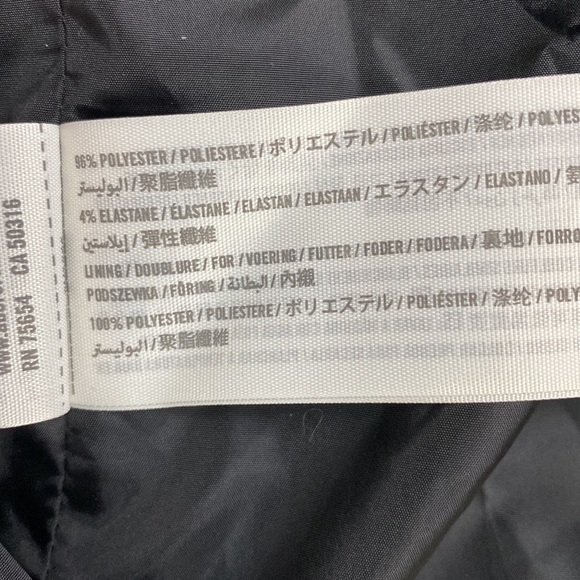 96% POLYESTER / POLIESTERE / ポリエステル / POLIÉSTER / 涤纶 / POLYES
البوليستر / 聚脂纖維
4% ELASTANE / ÉLASTANE / ELASTAN / ELASTAAN / エラスタン / ELASTANO / 氨
إيلاستين / 彈性纖維
LINING / DOUBLURE / FOR / VOERING / FUTTER / FODER / FODERA / 裏地 / FORRO
PODSZEWKA / FÖRING / الطانة / 內襯
100% POLYESTER / POLIESTERE / ポリエステル / POLIÉSTER / 涤纶 / POLY
البوليستر / 聚脂纖維
RN 75654 CA 50316